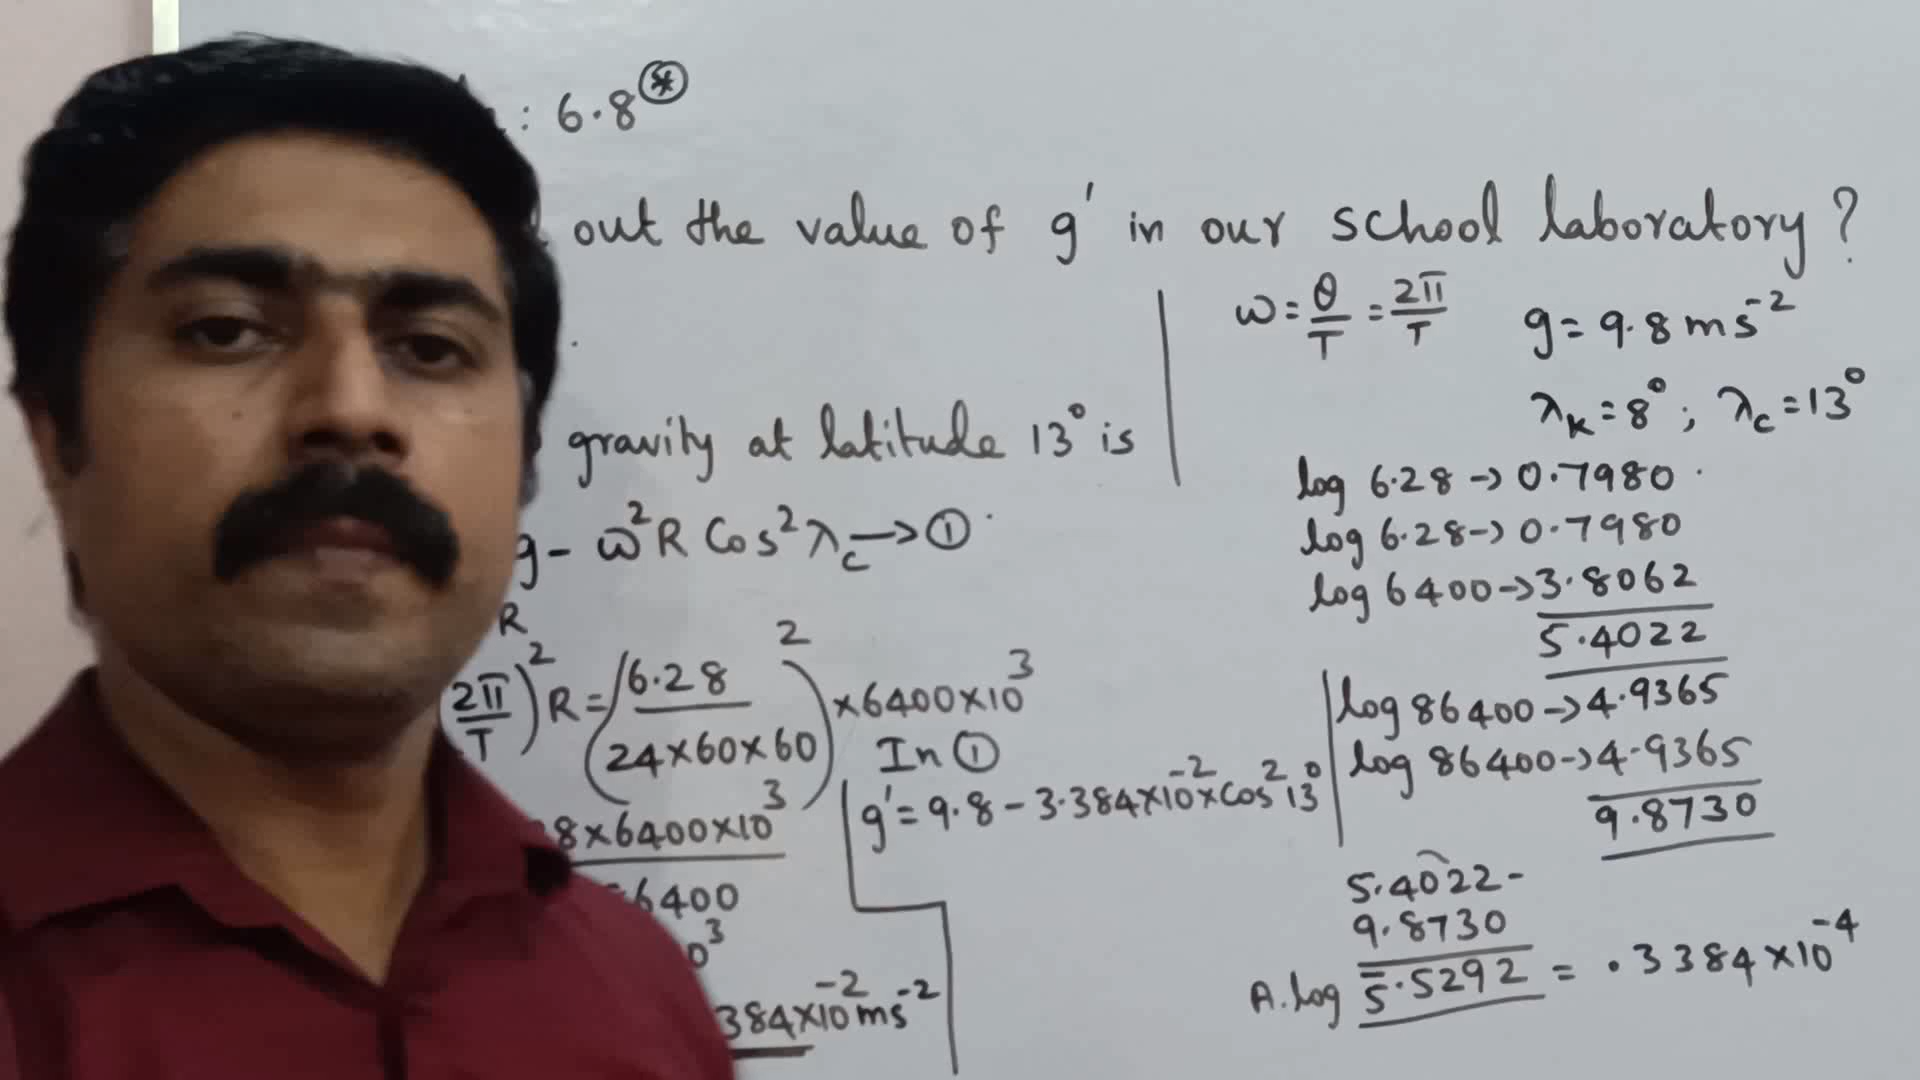 : 6.8 *
out the value of g' in our school laboratory ?
ω = θ/T = 2π/T
g = 9.8 ms⁻²
λK = 8° ; λc = 13°
gravity at latitude 13° is
g - ω²R Cos²λc → ①
R
(2π/T)² R = (6.28 / 24×60×60)² ×6400×10³
8×6400×10³
6400
0³
384×10⁻² ms⁻²
In ①
g' = 9.8 - 3.384×10⁻² × cos² 13°
log 6.28 → 0.7980
log 6.28 → 0.7980
log 6400 → 3.8062
5.4022
log 86400 → 4.9365
log 86400 → 4.9365
9.8730
5.4022 -
9.8730
A.log 5̅.5292 = .3384×10⁻⁴